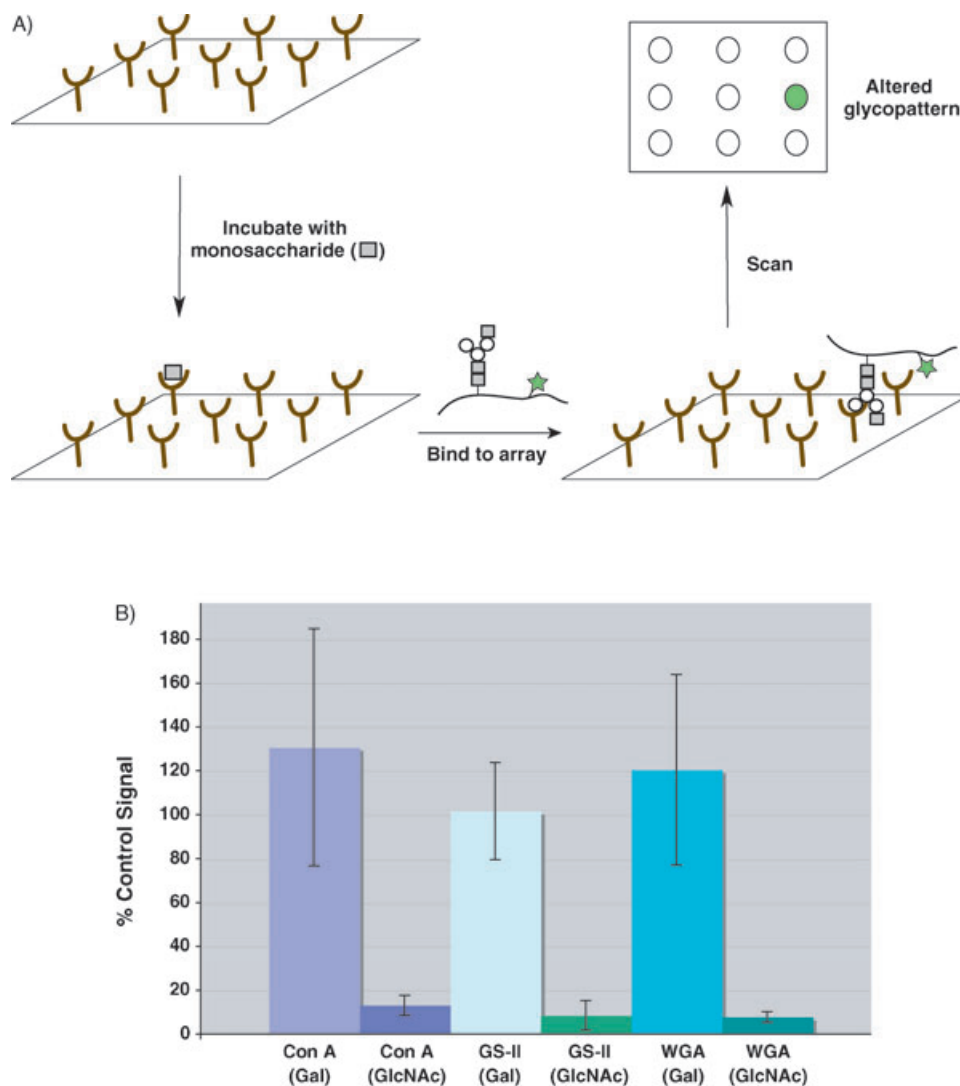 A)
Incubate with
monosaccharide ( )
Bind to array
Scan
Altered
glycopattern
B)
% Control Signal
180
160
140
120
100
80
60
40
20
0
Con A Con A GS-II GS-II WGA WGA
(Gal) (GlcNAc) (Gal) (GlcNAc) (Gal) (GlcNAc)